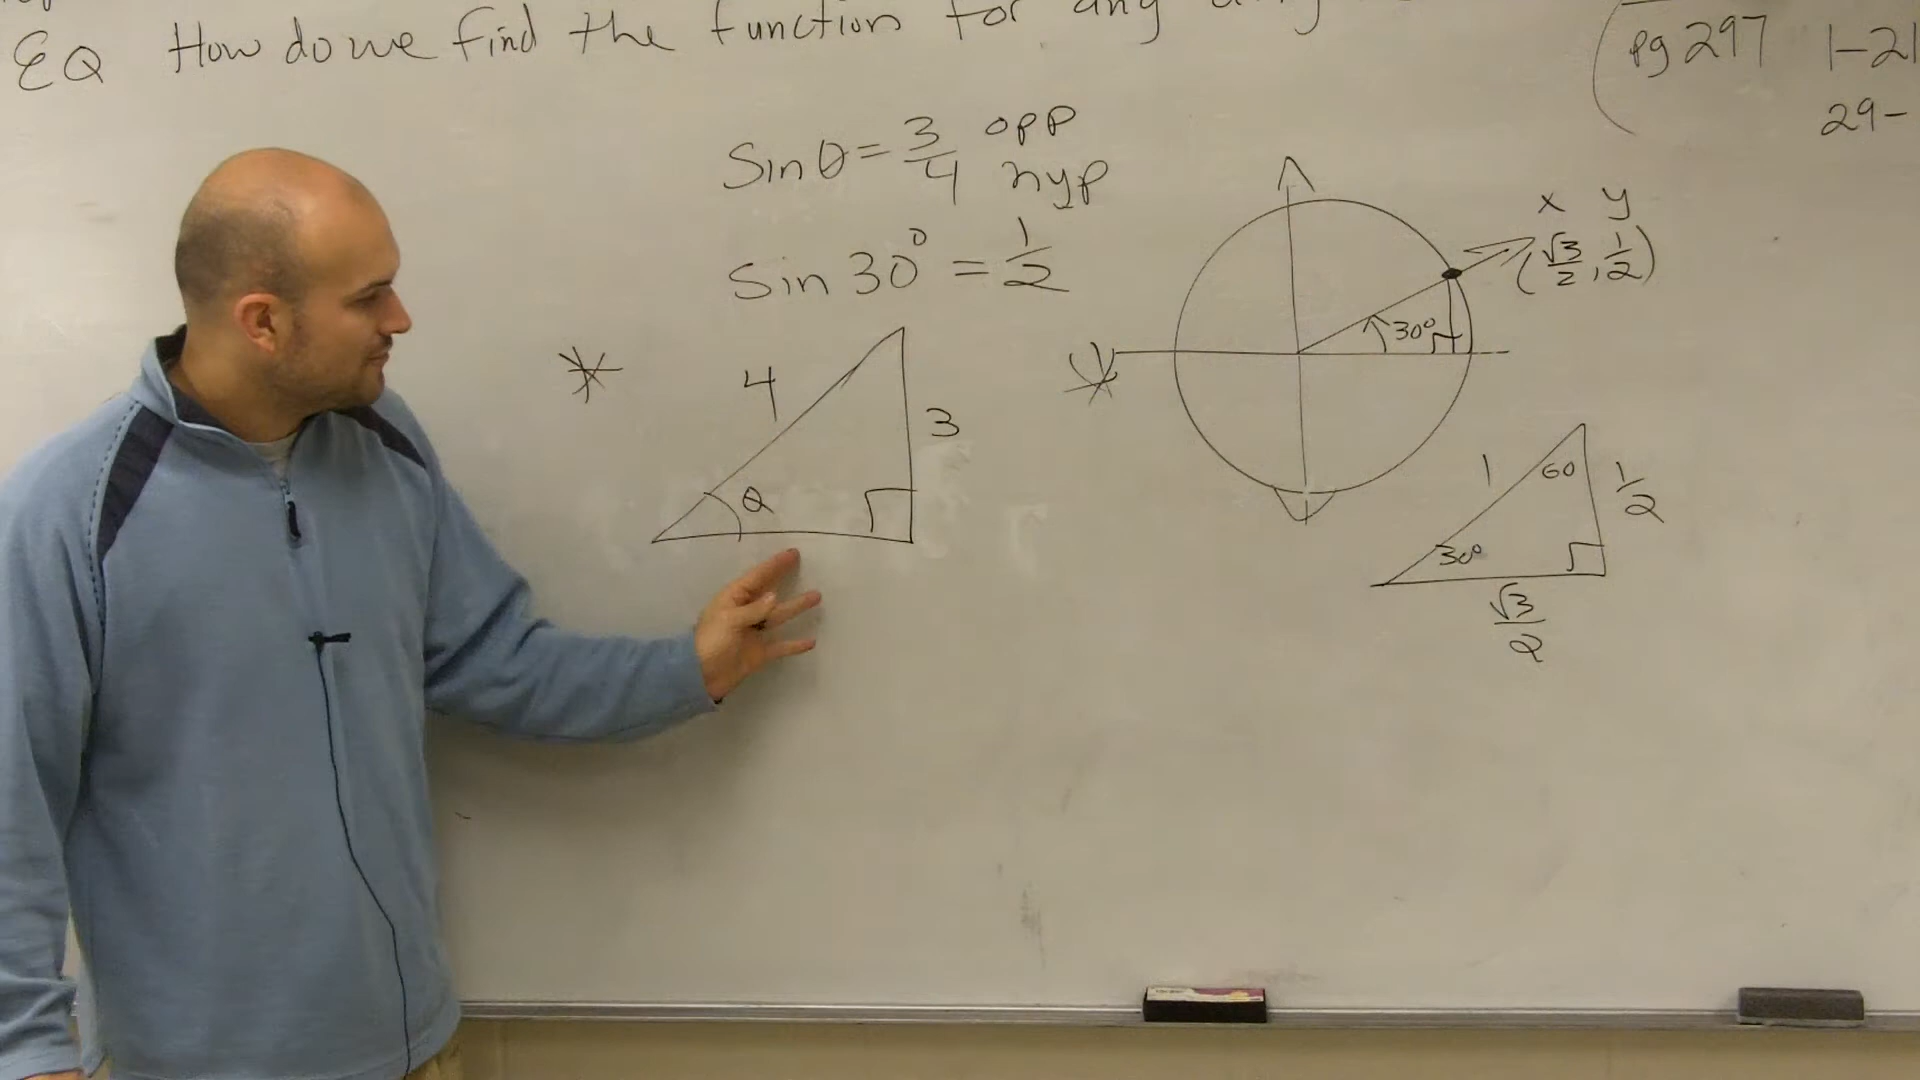 EQ How do we find the function for any
pg 297 1-21
29-
Sin θ = 3/4 opp hyp
Sin 30° = 1/2
4
3
θ
x y
(√3/2, 1/2)
30°
1
60
1/2
30°
√3/2